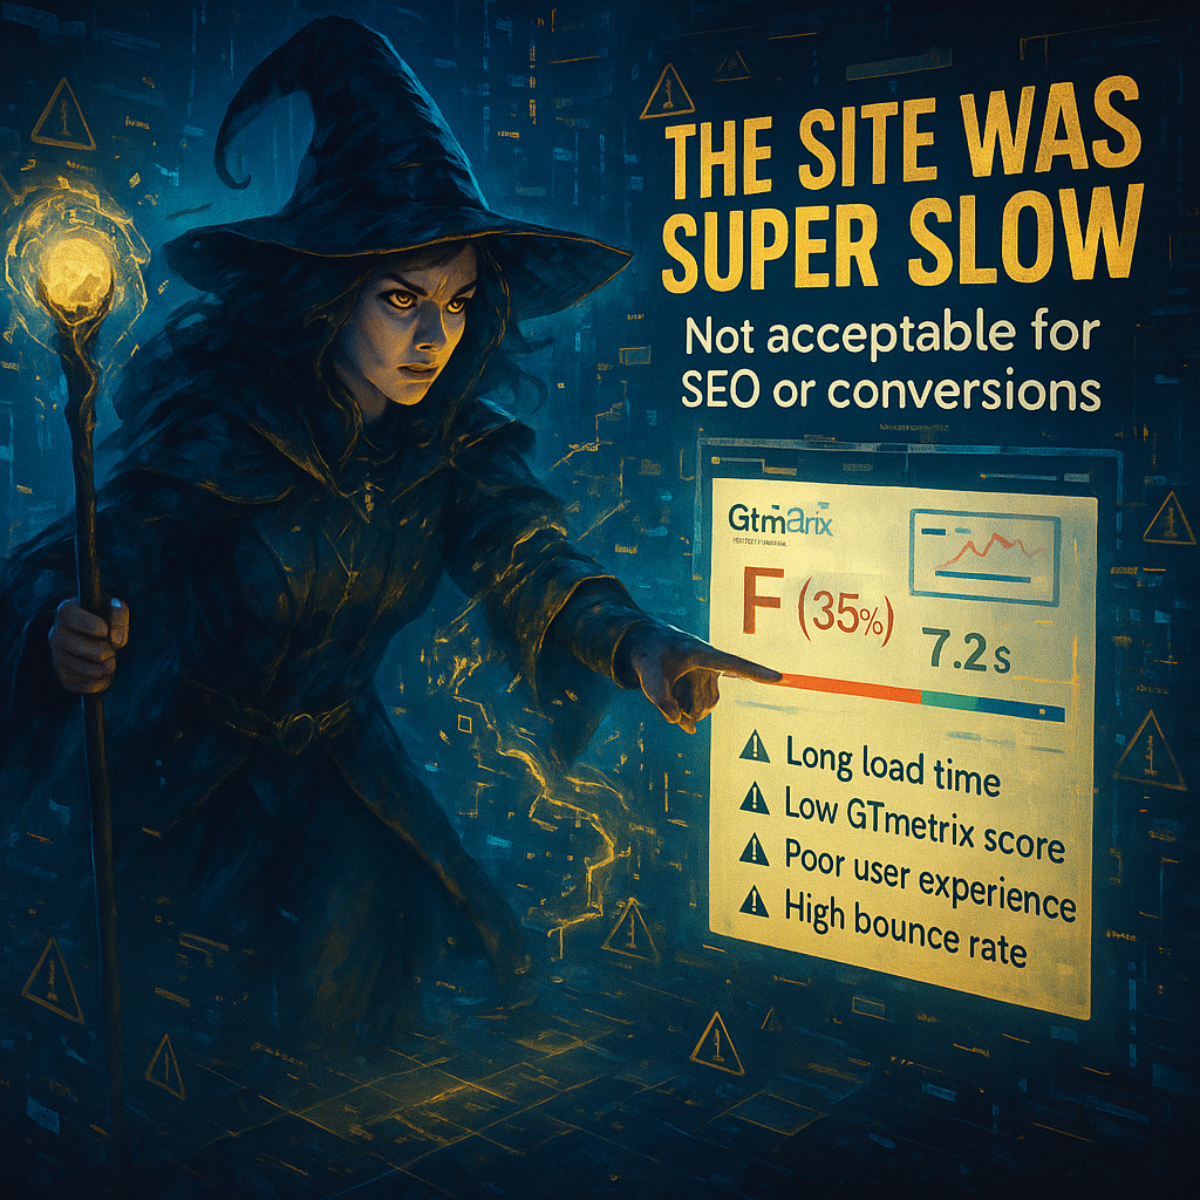 THE SITE WAS
SUPER SLOW
Not acceptable for
SEO or conversions
Gtmarix
F (35%)
7.2s
Long load time
Low GTmetrix score
Poor user experience
High bounce rate